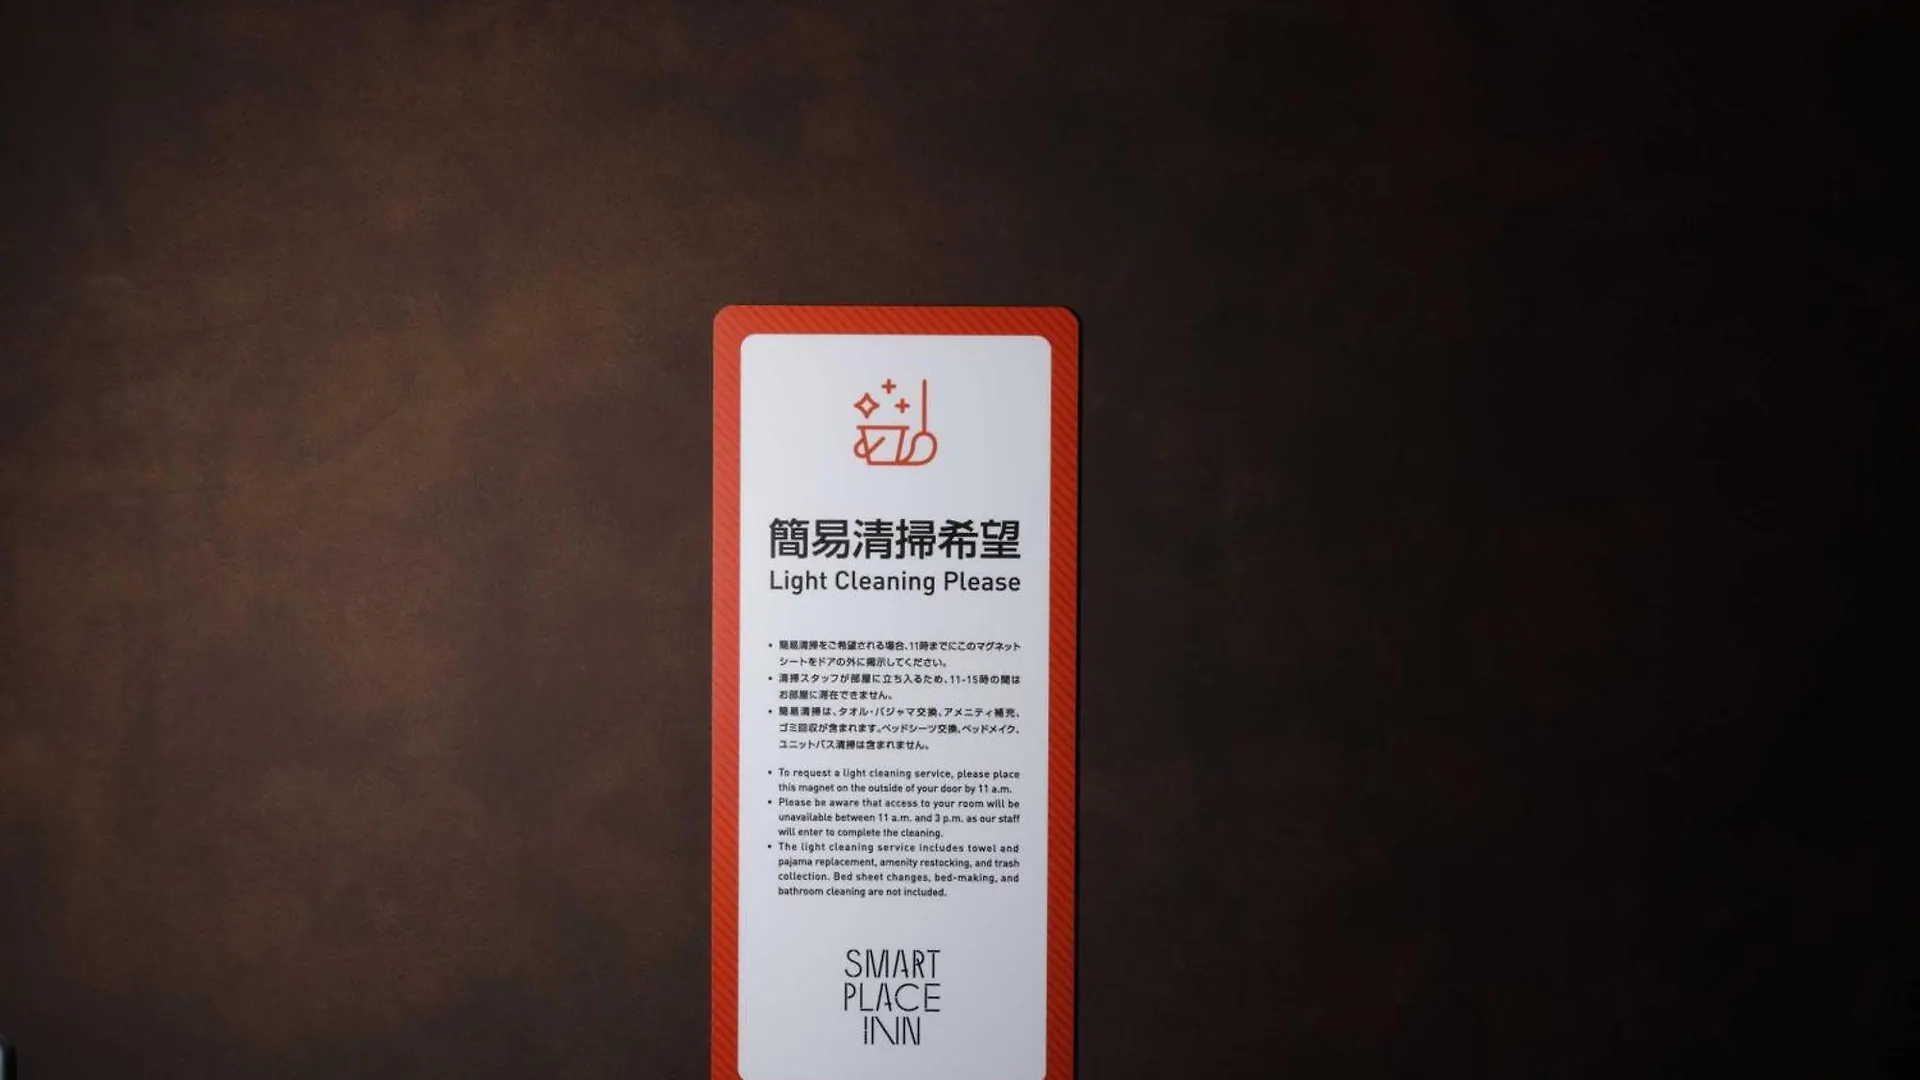 簡易清掃希望
Light Cleaning Please
• 簡易清掃をご希望される場合、11時までにこのマグネット
シートをドアの外に掲示してください。
• 清掃スタッフが部屋に立ち入るため、11-15時の間は
お部屋に滞在できません。
• 簡易清掃は、タオル・パジャマ交換、アメニティ補充、
ゴミ回収が含まれます。ベッドシーツ交換、ベッドメイク、
ユニットバス清掃は含まれません。
• To request a light cleaning service, please place
this magnet on the outside of your door by 11 a.m.
• Please be aware that access to your room will be
unavailable between 11 a.m. and 3 p.m. as our staff
will enter to complete the cleaning.
• The light cleaning service includes towel and
pajama replacement, amenity restocking, and trash
collection. Bed sheet changes, bed-making, and
bathroom cleaning are not included.
SMART
PLACE
INN